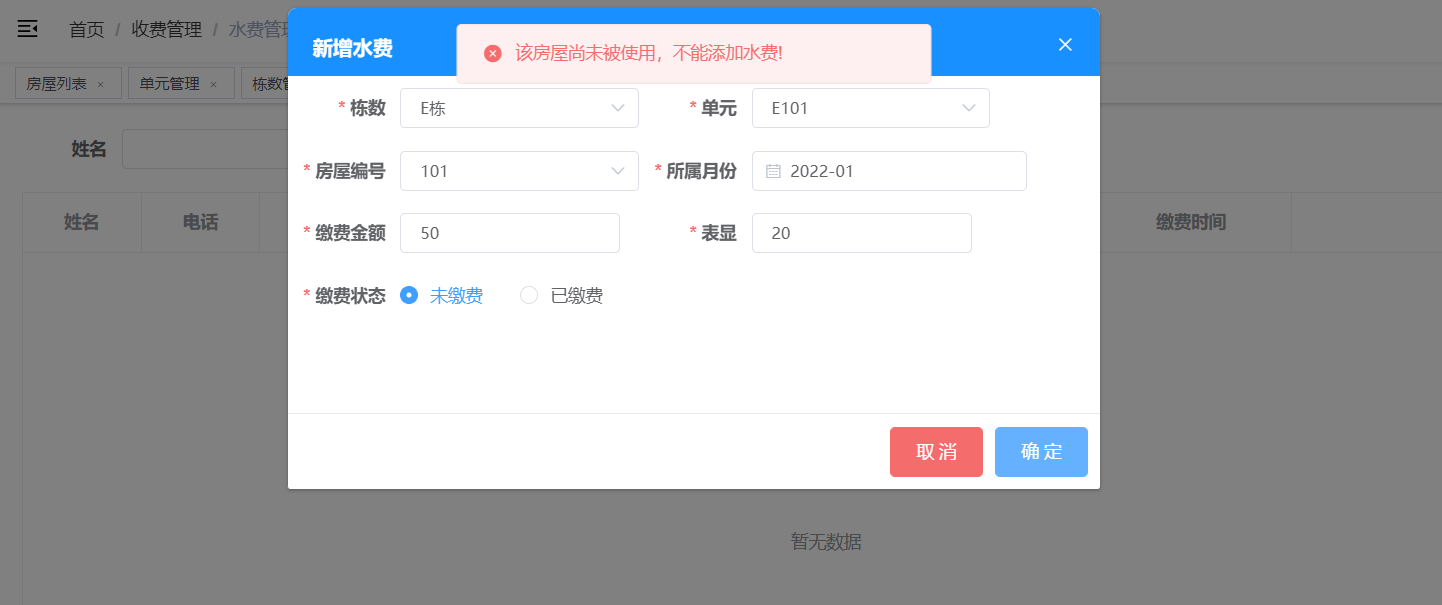 首页 / 收费管理 / 水费管理
房屋列表 × 单元管理 × 栋数管
新增水费
该房屋尚未被使用，不能添加水费!
* 栋数 E栋 * 单元 E101
* 房屋编号 101 * 所属月份 2022-01
* 缴费金额 50 * 表显 20
* 缴费状态 未缴费 已缴费
取消 确定
姓名
姓名 电话 缴费时间
暂无数据